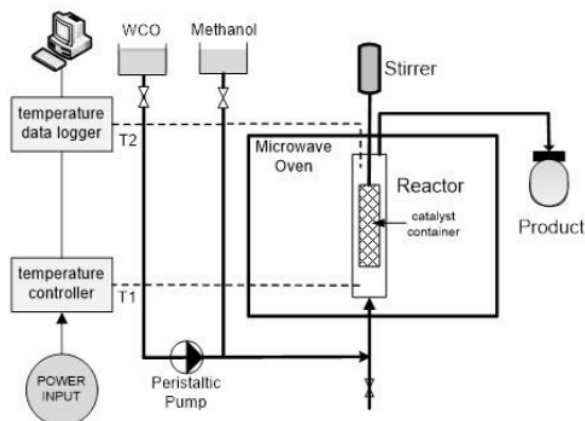 WCO
Methanol
Stirrer
temperature
data logger
T2
Microwave
Oven
Reactor
catalyst
container
Product
temperature
controller
T1
POWER
INPUT
Peristaltic
Pump